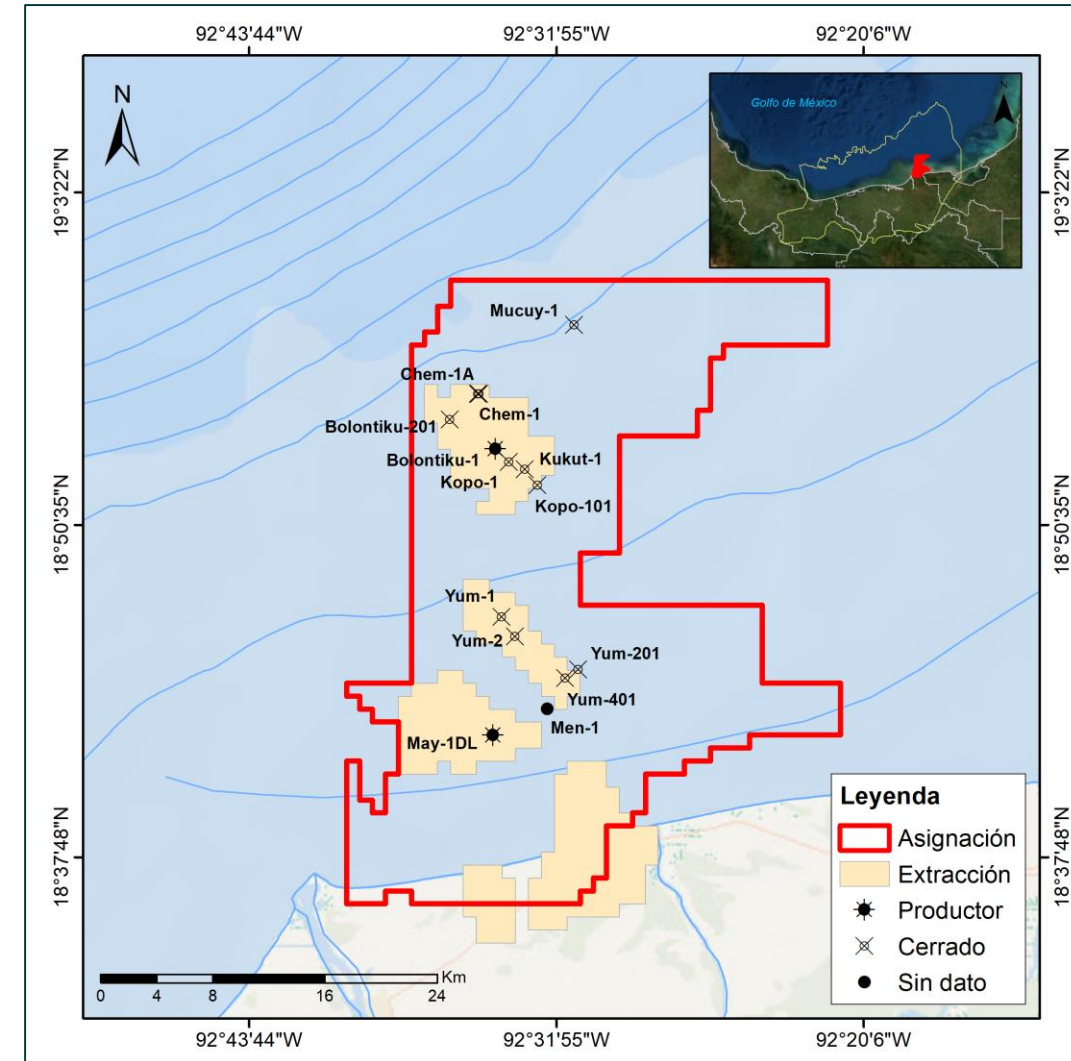 92°43'44"W
92°31'55"W
92°20'6"W
N
Golfo de México
19°3'22"N
19°3'22"N
Mucuy-1
Chem-1A
Chem-1
Bolontiku-201
Bolontiku-1
Kukut-1
Kopo-1
Kopo-101
18°50'35"N
18°50'35"N
Yum-1
Yum-2
Yum-201
Yum-401
Men-1
May-1DL
18°37'48"N
18°37'48"N
Leyenda
Asignación
Extracción
Productor
Cerrado
Sin dato
Km
0 4 8 16 24
92°43'44"W
92°31'55"W
92°20'6"W